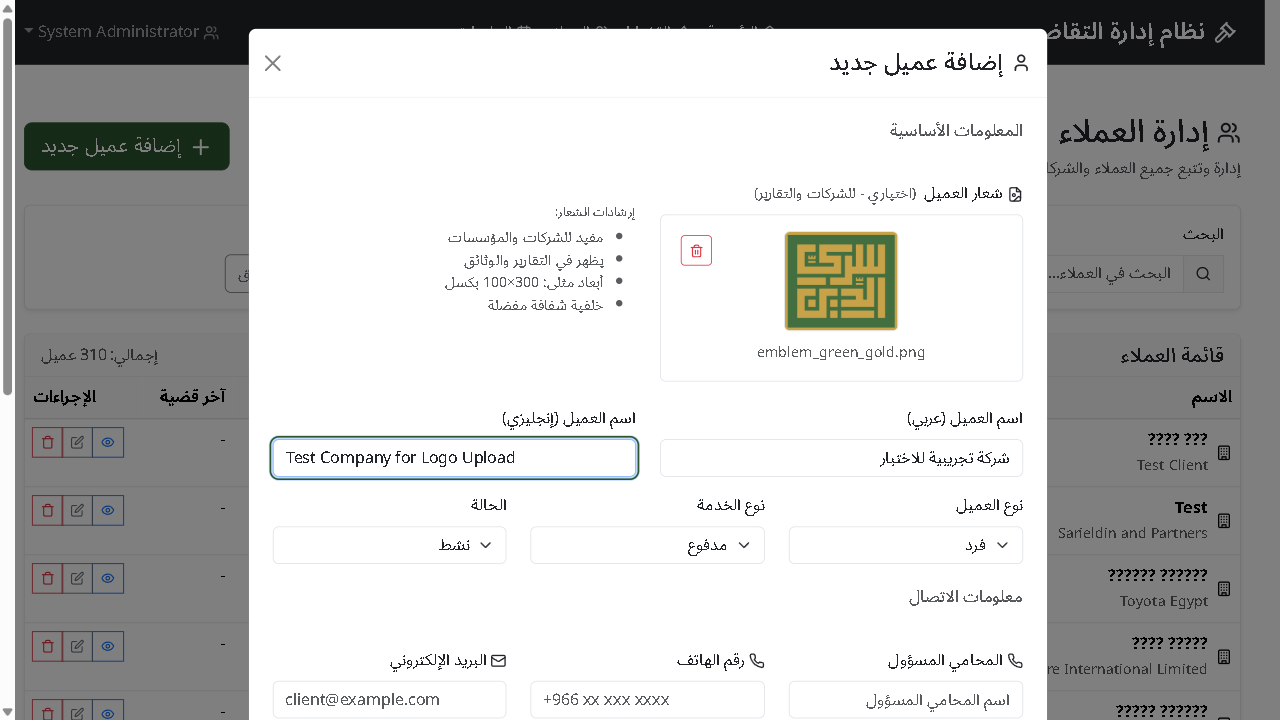 نظام إدارة التقاض
System Administrator
إضافة عميل جديد
إدارة العملاء
إدارة وتتبع جميع العملاء والشركا
إضافة عميل جديد
البحث
البحث في العملاء...
قائمة العملاء
إجمالي: 310 عميل
الاسم
آخر قضية
الإجراءات
???? ???
Test Client
-
Test
Sarieldin and Partners
-
?????? ??????
Toyota Egypt
-
???? ?????
re International Limited
-
????? ??????
المعلومات الأساسية
شعار العميل (اختياري - للشركات والتقارير)
سري الدين
emblem_green_gold.png
إرشادات الشعار:
مفيد للشركات والمؤسسات
يظهر في التقارير والوثائق
أبعاد مثلى: 300×100 بكسل
خلفية شفافة مفضلة
اسم العميل (عربي)
شركة تجريبية للاختبار
اسم العميل (إنجليزي)
Test Company for Logo Upload
نوع العميل
فرد
نوع الخدمة
مدفوع
الحالة
نشط
معلومات الاتصال
المحامي المسؤول
اسم المحامي المسؤول
رقم الهاتف
+966 xx xxx xxxx
البريد الإلكتروني
client@example.com